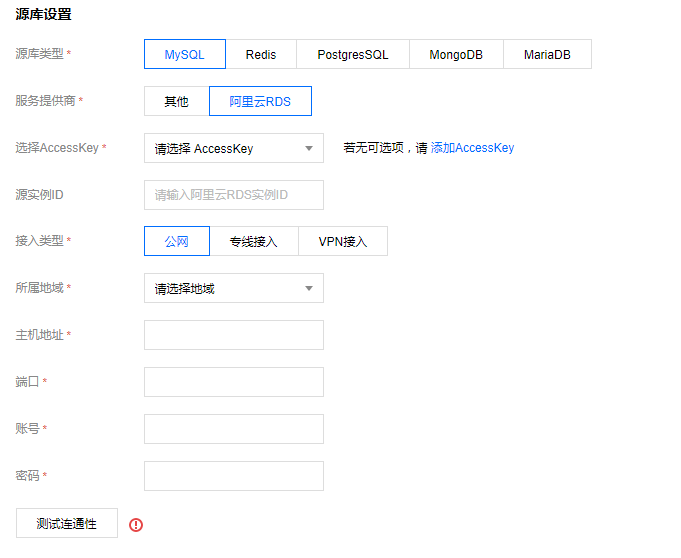 源库设置
源库类型 * MySQL Redis PostgresSQL MongoDB MariaDB
服务提供商 * 其他 阿里云RDS
选择AccessKey * 请选择 AccessKey 若无可选项，请 添加AccessKey
源实例ID 请输入阿里云RDS实例ID
接入类型 * 公网 专线接入 VPN接入
所属地域 * 请选择地域
主机地址 *
端口 *
账号 *
密码 *
测试连通性